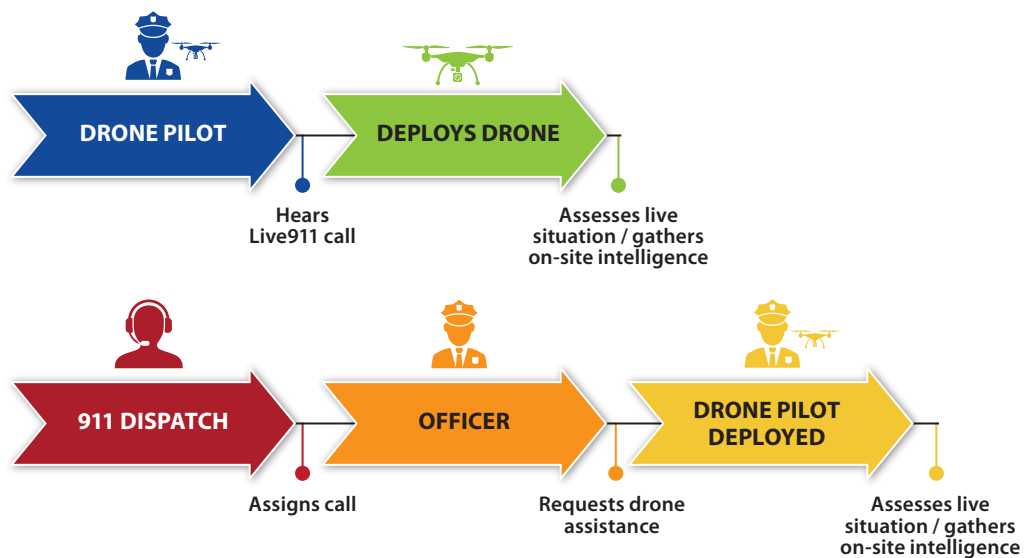 DRONE PILOT
DEPLOYS DRONE
Hears
Live911 call
Assesses live
situation / gathers
on-site intelligence
911 DISPATCH
OFFICER
DRONE PILOT
DEPLOYED
Assigns call
Requests drone
assistance
Assesses live
situation / gathers
on-site intelligence